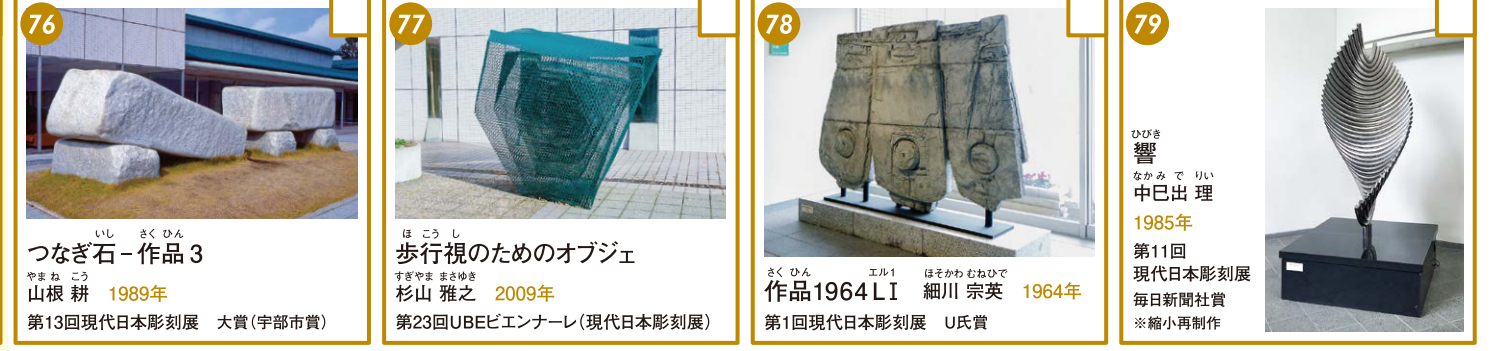 76
いし さく ひん
つなぎ石-作品3
やま ね こう
山根 耕 1989年
第13回現代日本彫刻展 大賞(宇部市賞)
77
ほ こう し
歩行視のためのオブジェ
すぎやま まさゆき
杉山 雅之 2009年
第23回UBEビエンナーレ(現代日本彫刻展)
78
さく ひん エル1
作品1964LI 細川 宗英 1964年
ほそかわ むねひで
第1回現代日本彫刻展 U氏賞
79
ひびき
響
なか み で りい
中巳出 理
1985年
第11回
現代日本彫刻展
毎日新聞社賞
※縮小再制作